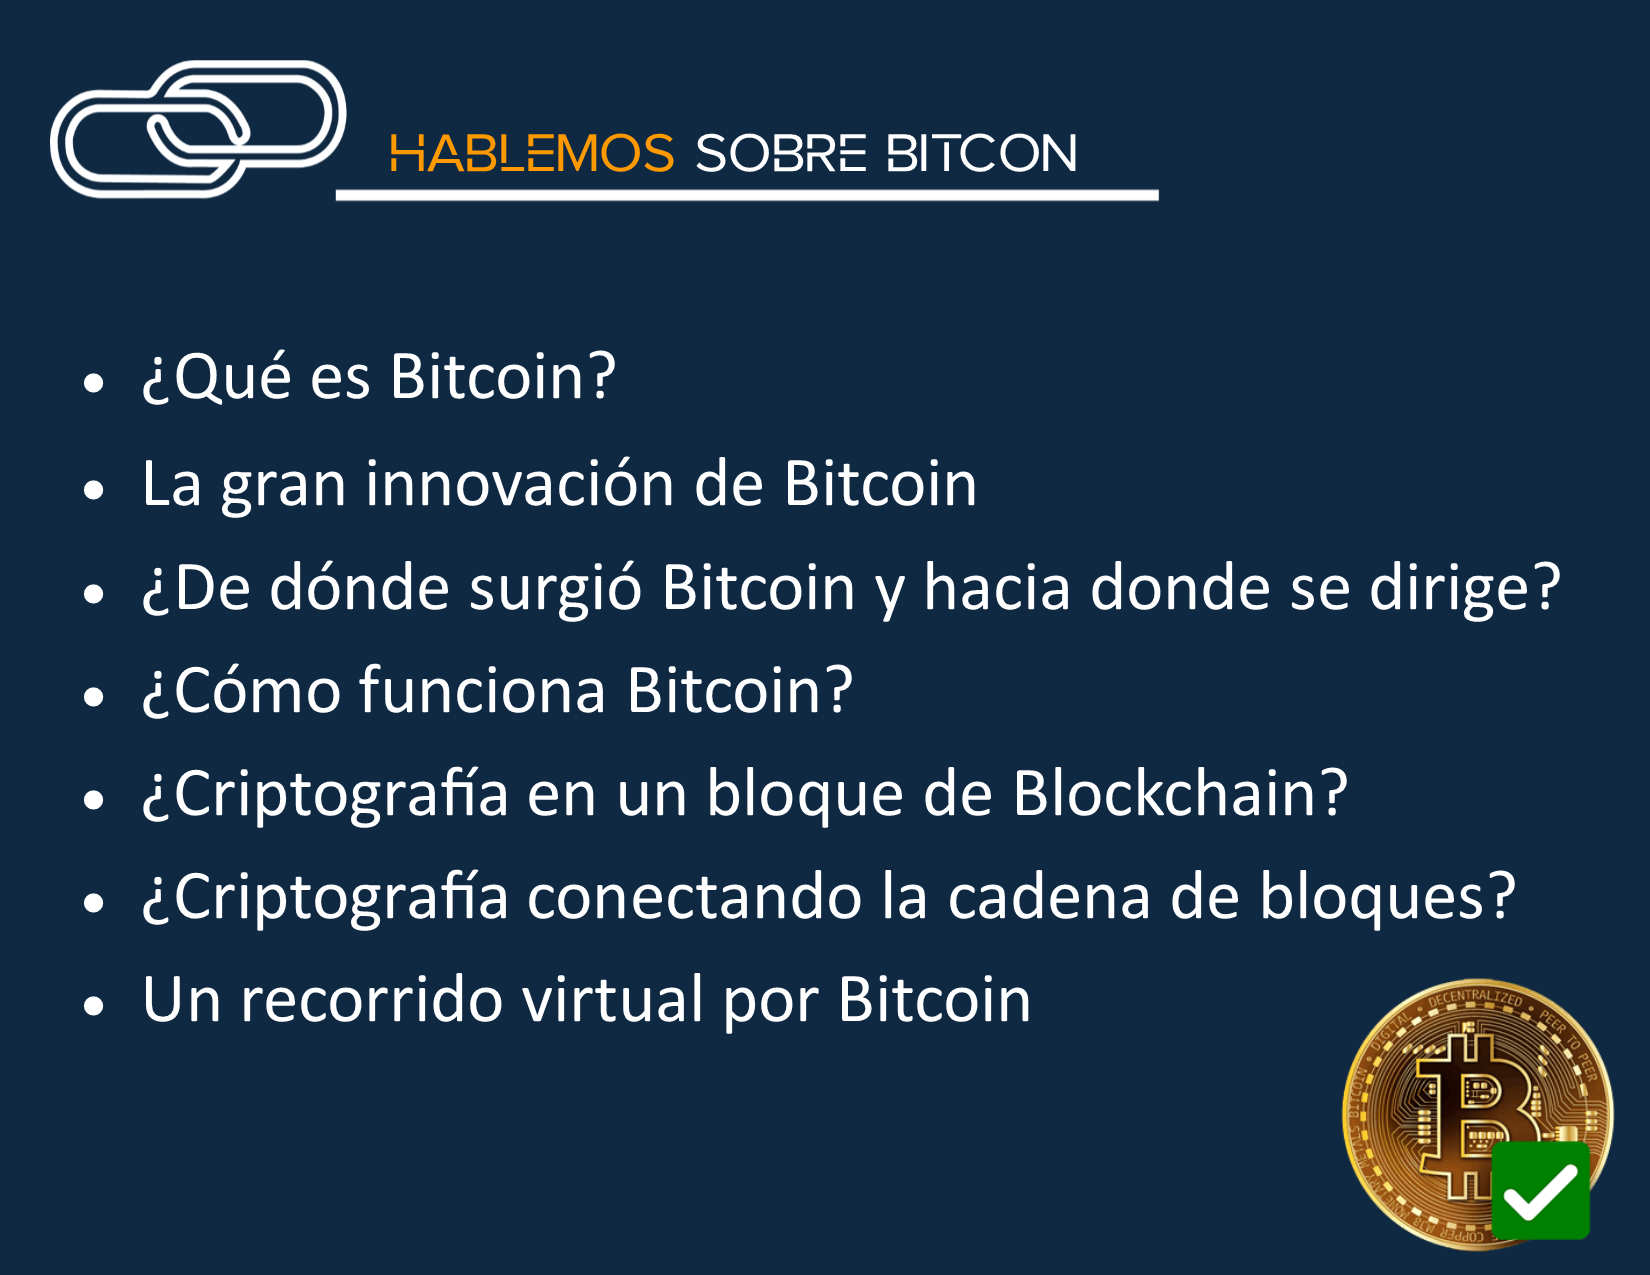 HABLEMOS SOBRE BITCON
• ¿Qué es Bitcoin?
• La gran innovación de Bitcoin
• ¿De dónde surgió Bitcoin y hacia donde se dirige?
• ¿Cómo funciona Bitcoin?
• ¿Criptografía en un bloque de Blockchain?
• ¿Criptografía conectando la cadena de bloques?
• Un recorrido virtual por Bitcoin
BITCOIN • DIGITAL • DECENTRALIZED • PEER TO PEER